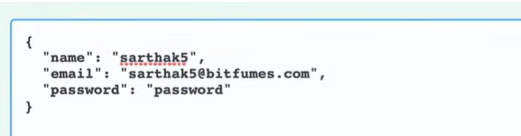 {
"name": "sarthak5",
"email": "sarthak5@bitfumes.com",
"password": "password"
}